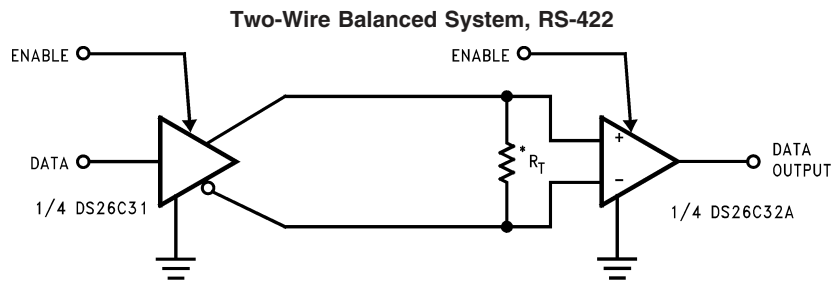 Two-Wire Balanced System, RS-422
ENABLE
ENABLE
DATA
* R_T
+
−
DATA
OUTPUT
1/4 DS26C31
1/4 DS26C32A